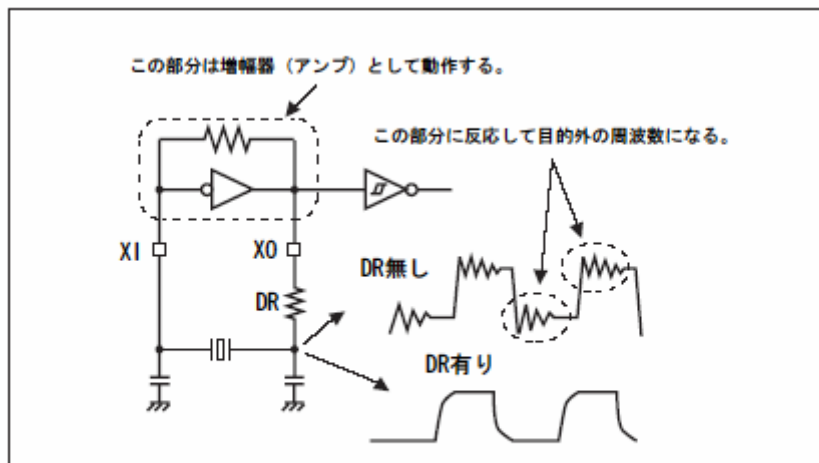 この部分は増幅器（アンプ）として動作する。
この部分に反応して目的外の周波数になる。
XI
XO
DR無し
DR
DR有り